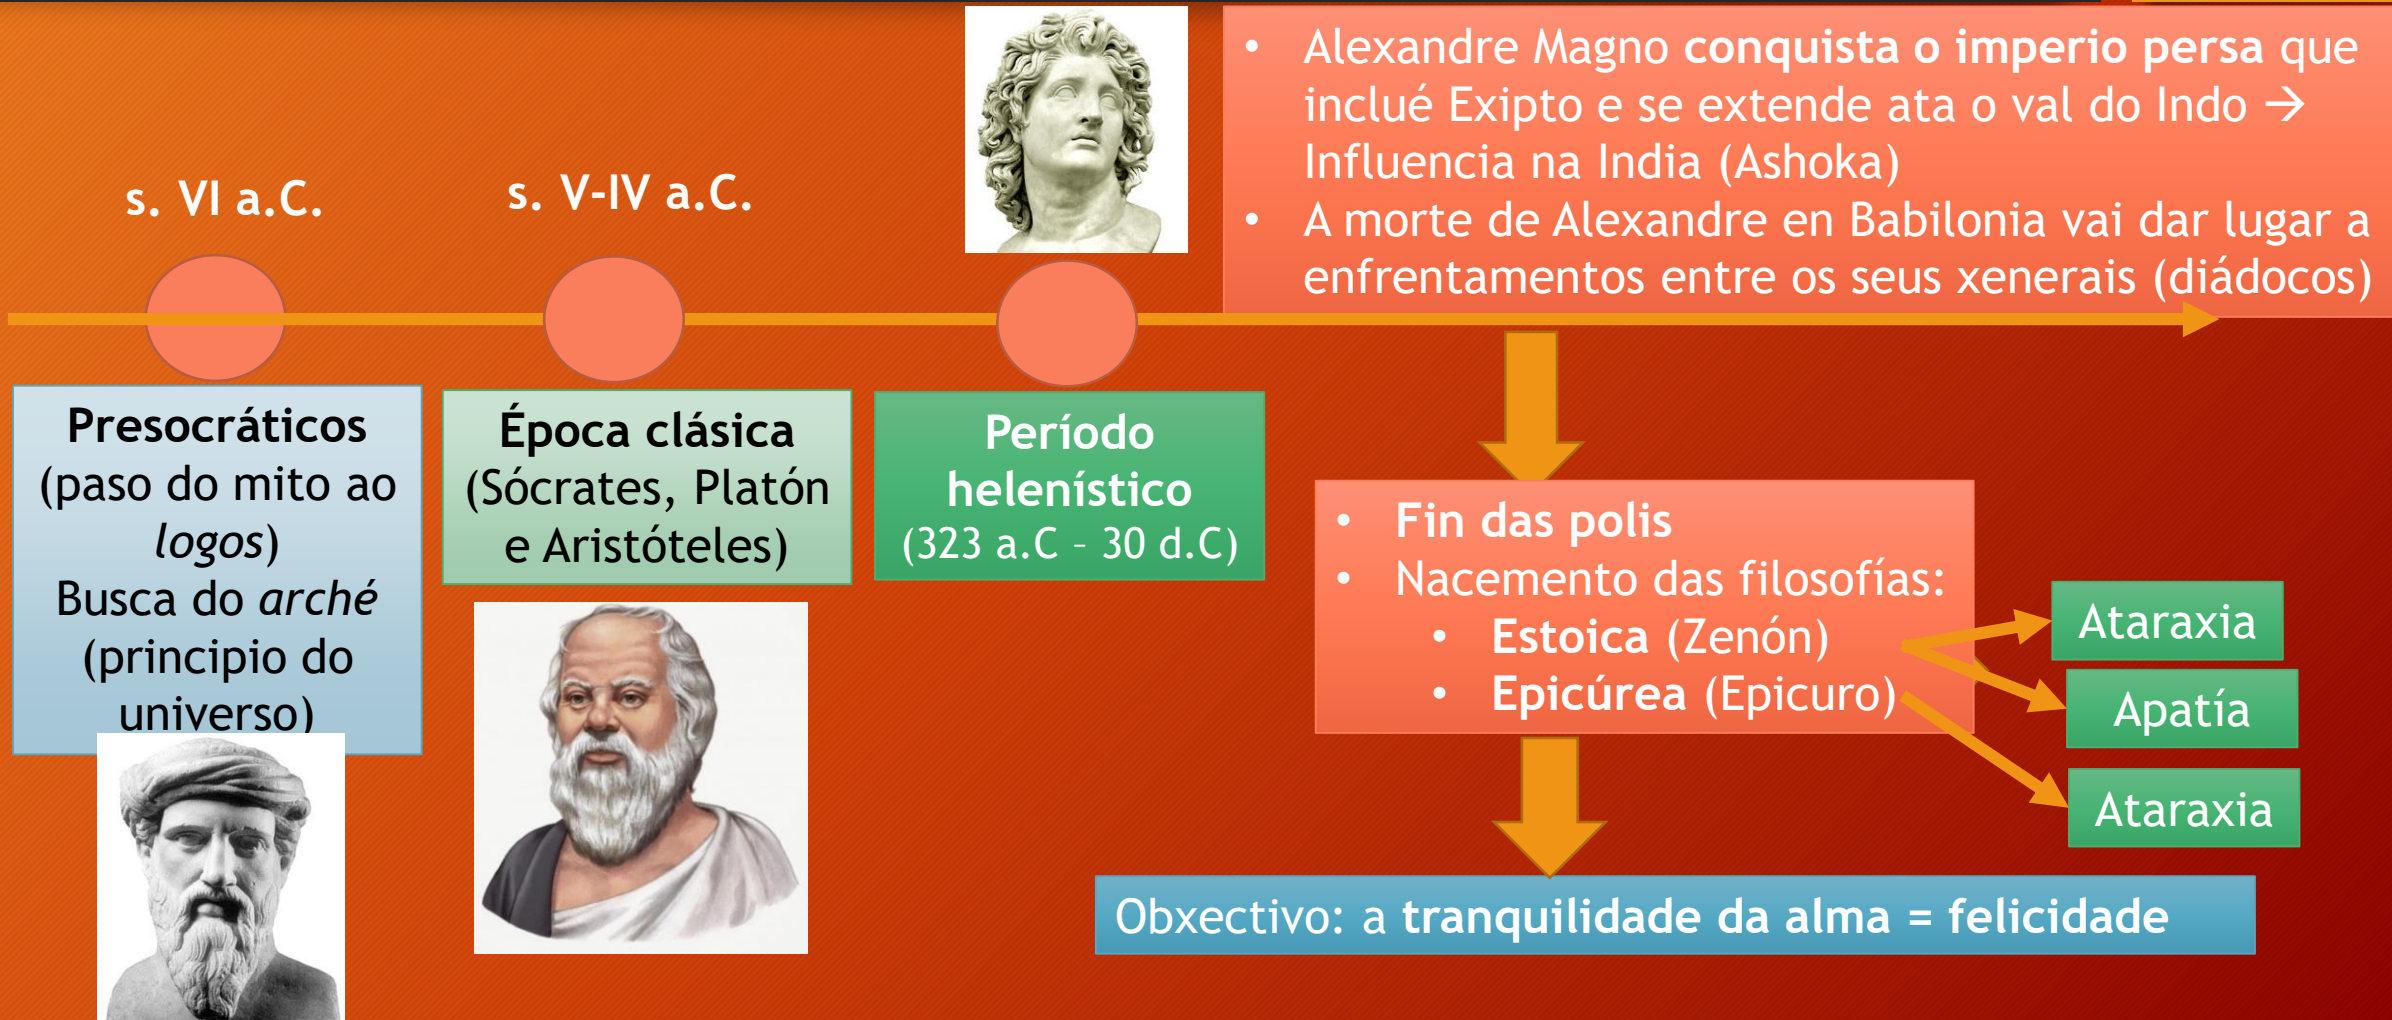 s. VI a.C.
s. V-IV a.C.
• Alexandre Magno conquista o imperio persa que
inclué Exipto e se extende ata o val do Indo →
Influencia na India (Ashoka)
• A morte de Alexandre en Babilonia vai dar lugar a
enfrentamentos entre os seus xenerais (diádocos)
Presocráticos
(paso do mito ao
logos)
Busca do arché
(principio do
universo)
Época clásica
(Sócrates, Platón
e Aristóteles)
Período
helenístico
(323 a.C – 30 d.C)
• Fin das polis
• Nacemento das filosofías:
• Estoica (Zenón)
• Epicúrea (Epicuro)
Ataraxia
Apatía
Ataraxia
Obxectivo: a tranquilidade da alma = felicidade